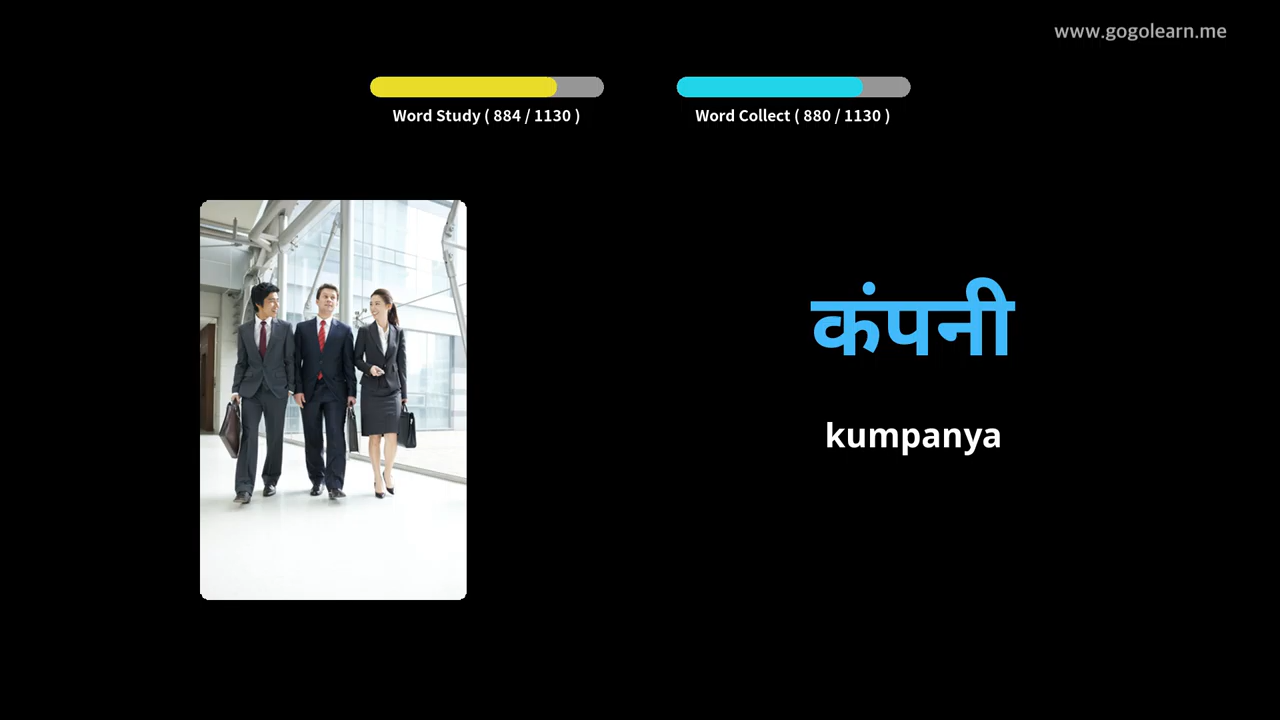 www.gogolearn.me
Word Study ( 884 / 1130 )
Word Collect ( 880 / 1130 )
कंपनी
kumpanya